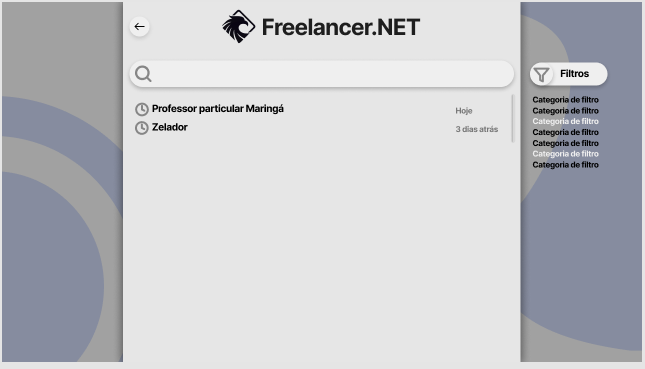 Freelancer.NET
Filtros
Professor particular Maringá
Hoje
Zelador
3 dias atrás
Categoria de filtro
Categoria de filtro
Categoria de filtro
Categoria de filtro
Categoria de filtro
Categoria de filtro
Categoria de filtro